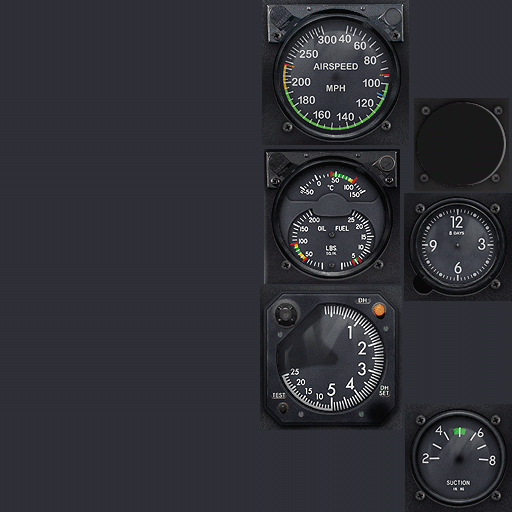 300 40
250 60
AIRSPEED 80
200 100
MPH
180 120
160 140
0 50 100
-50 150
200 25
150 OIL FUEL 20
100 15
LBS. 10
50 5
0 0
12
8 DAYS
9 3
6
DH
1
2
3
25
20 4
15 10 5
TEST
DH
SET
4 6
2 8
SUCTION
IN HG